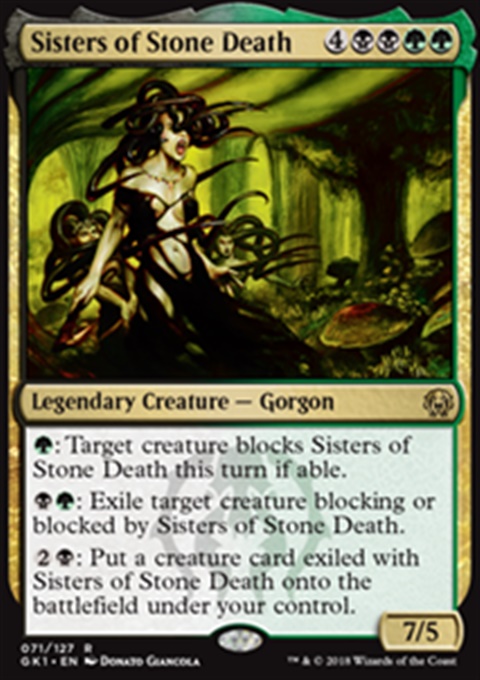 Sisters of Stone Death 4
: Target creature blocks Sisters of
Stone Death this turn if able.
: Exile target creature blocking or
blocked by Sisters of Stone Death.
2 : Put a creature card exiled with
Sisters of Stone Death onto the
battlefield under your control.
Legendary Creature — Gorgon
7/5
071/127 R
GK1 • EN Donato Giancola
™ & © 2018 Wizards of the Coast